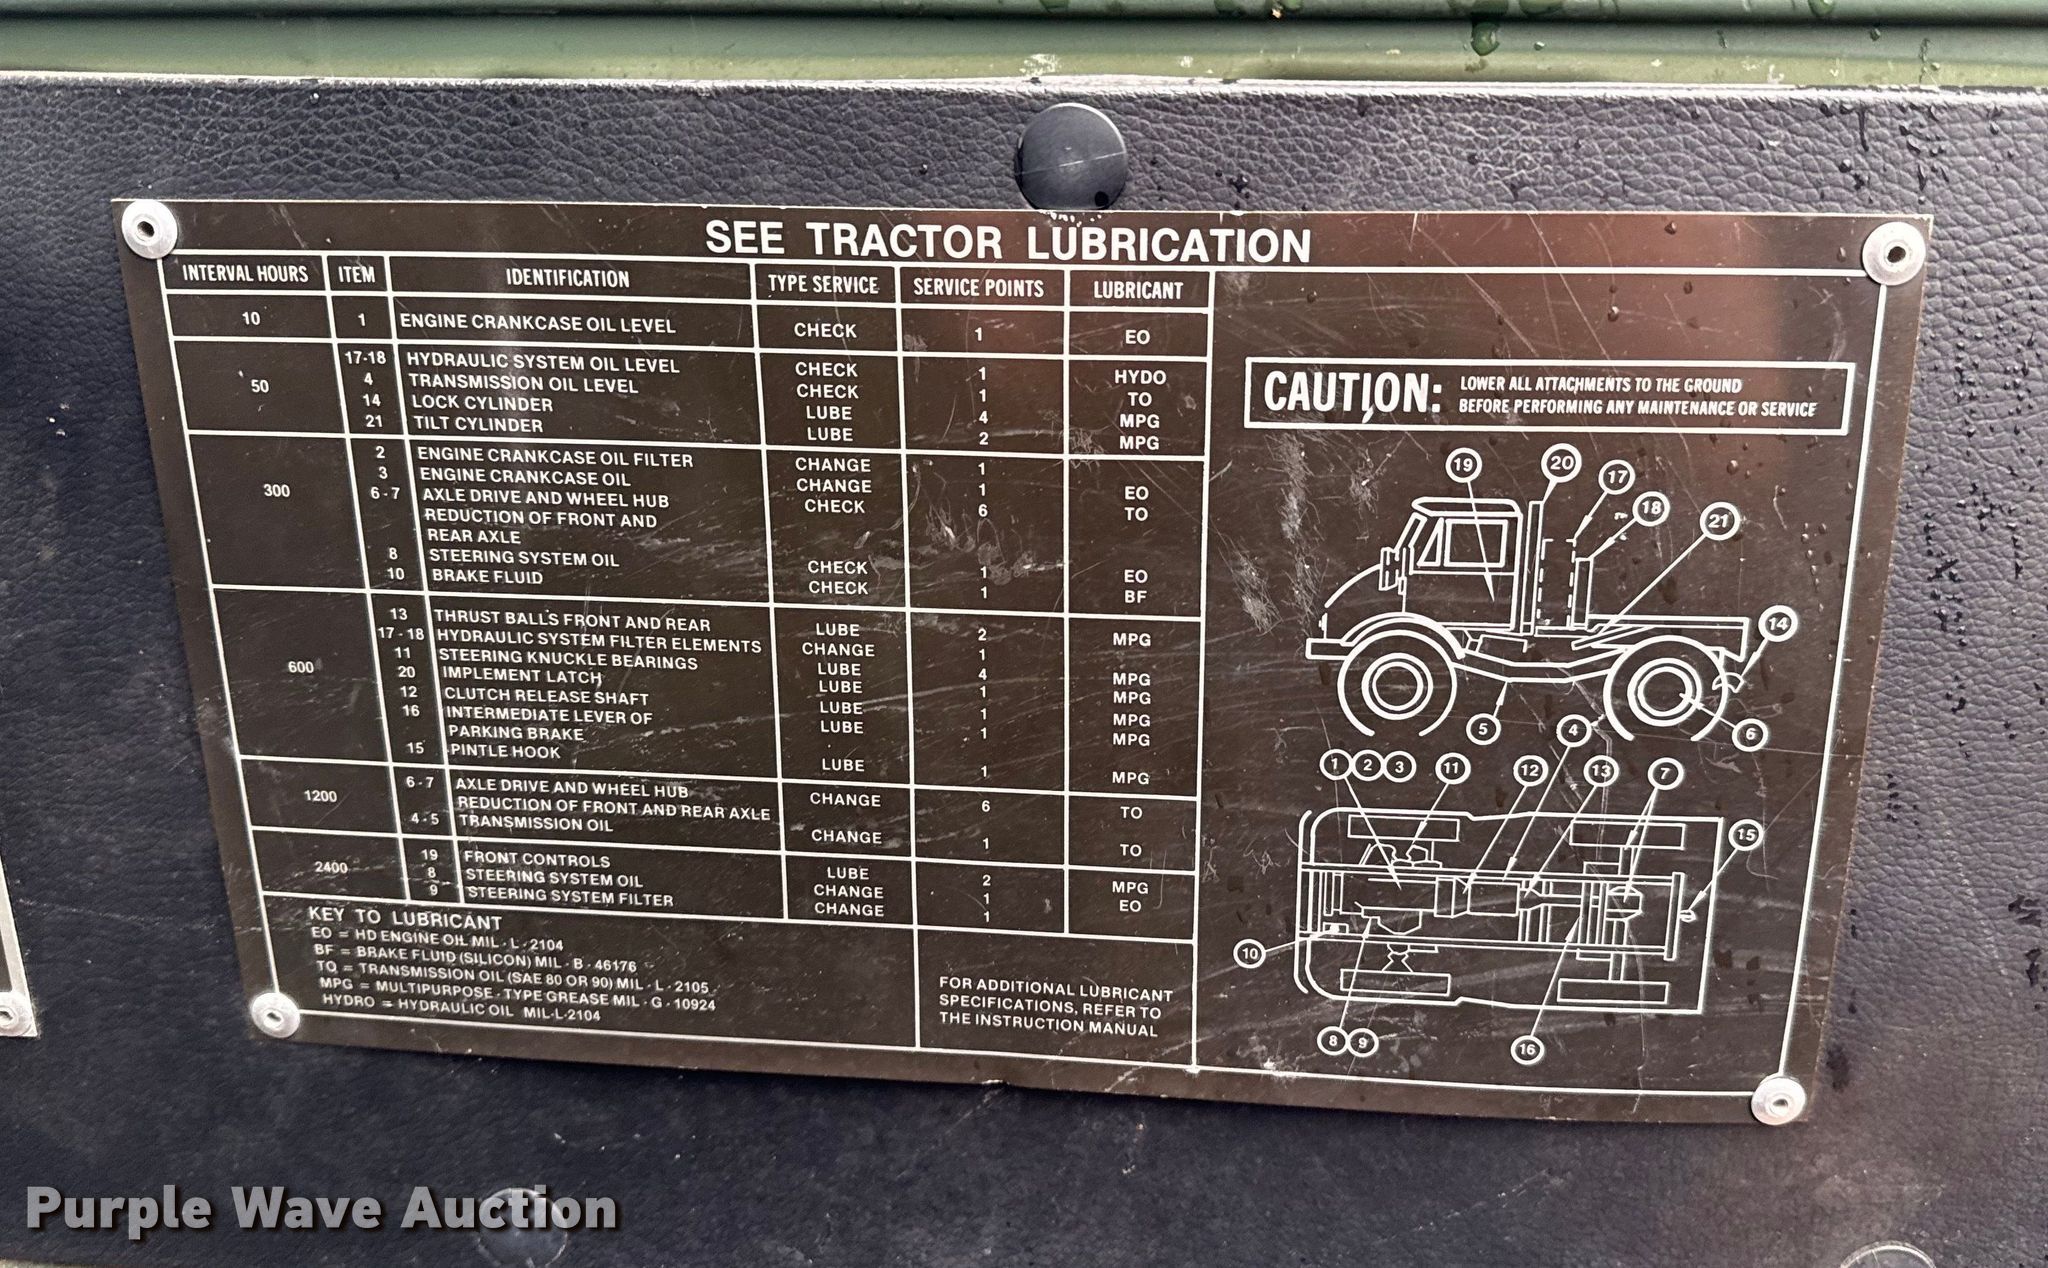 SEE TRACTOR LUBRICATION
INTERVAL HOURS ITEM IDENTIFICATION TYPE SERVICE SERVICE POINTS LUBRICANT
10 1 ENGINE CRANKCASE OIL LEVEL CHECK 1 EO
50 17-18 HYDRAULIC SYSTEM OIL LEVEL CHECK 1 HYDO
4 TRANSMISSION OIL LEVEL CHECK 1 TO
14 LOCK CYLINDER LUBE 4 MPG
21 TILT CYLINDER LUBE 2 MPG
300 2 ENGINE CRANKCASE OIL FILTER CHANGE 1
3 ENGINE CRANKCASE OIL CHANGE 1 EO
6-7 AXLE DRIVE AND WHEEL HUB CHECK 6 TO
REDUCTION OF FRONT AND
REAR AXLE
8 STEERING SYSTEM OIL CHECK 1 EO
10 BRAKE FLUID CHECK 1 BF
600 13 THRUST BALLS FRONT AND REAR LUBE 2 MPG
17-18 HYDRAULIC SYSTEM FILTER ELEMENTS CHANGE 1
11 STEERING KNUCKLE BEARINGS LUBE 4 MPG
20 IMPLEMENT LATCH LUBE 1 MPG
12 CLUTCH RELEASE SHAFT LUBE 1 MPG
16 INTERMEDIATE LEVER OF LUBE 1 MPG
PARKING BRAKE
15 PINTLE HOOK LUBE 1 MPG
1200 6-7 AXLE DRIVE AND WHEEL HUB CHANGE 6 TO
REDUCTION OF FRONT AND REAR AXLE
4-5 TRANSMISSION OIL CHANGE 1 TO
2400 19 FRONT CONTROLS LUBE 2 MPG
8 STEERING SYSTEM OIL CHANGE 1 EO
9 STEERING SYSTEM FILTER CHANGE 1
KEY TO LUBRICANT
EO = HD ENGINE OIL MIL-L-2104
BF = BRAKE FLUID (SILICON) MIL-B-46176
TO = TRANSMISSION OIL (SAE 80 OR 90) MIL-L-2105
MPG = MULTIPURPOSE-TYPE GREASE MIL-G-10924
HYDRO = HYDRAULIC OIL MIL-L-2104
FOR ADDITIONAL LUBRICANT
SPECIFICATIONS, REFER TO
THE INSTRUCTION MANUAL
CAUTION: LOWER ALL ATTACHMENTS TO THE GROUND
BEFORE PERFORMING ANY MAINTENANCE OR SERVICE
19 20 17 18 21
14
5 4 6
1 2 3 11 12 13 7
15
10
8 9 16
Purple Wave Auction